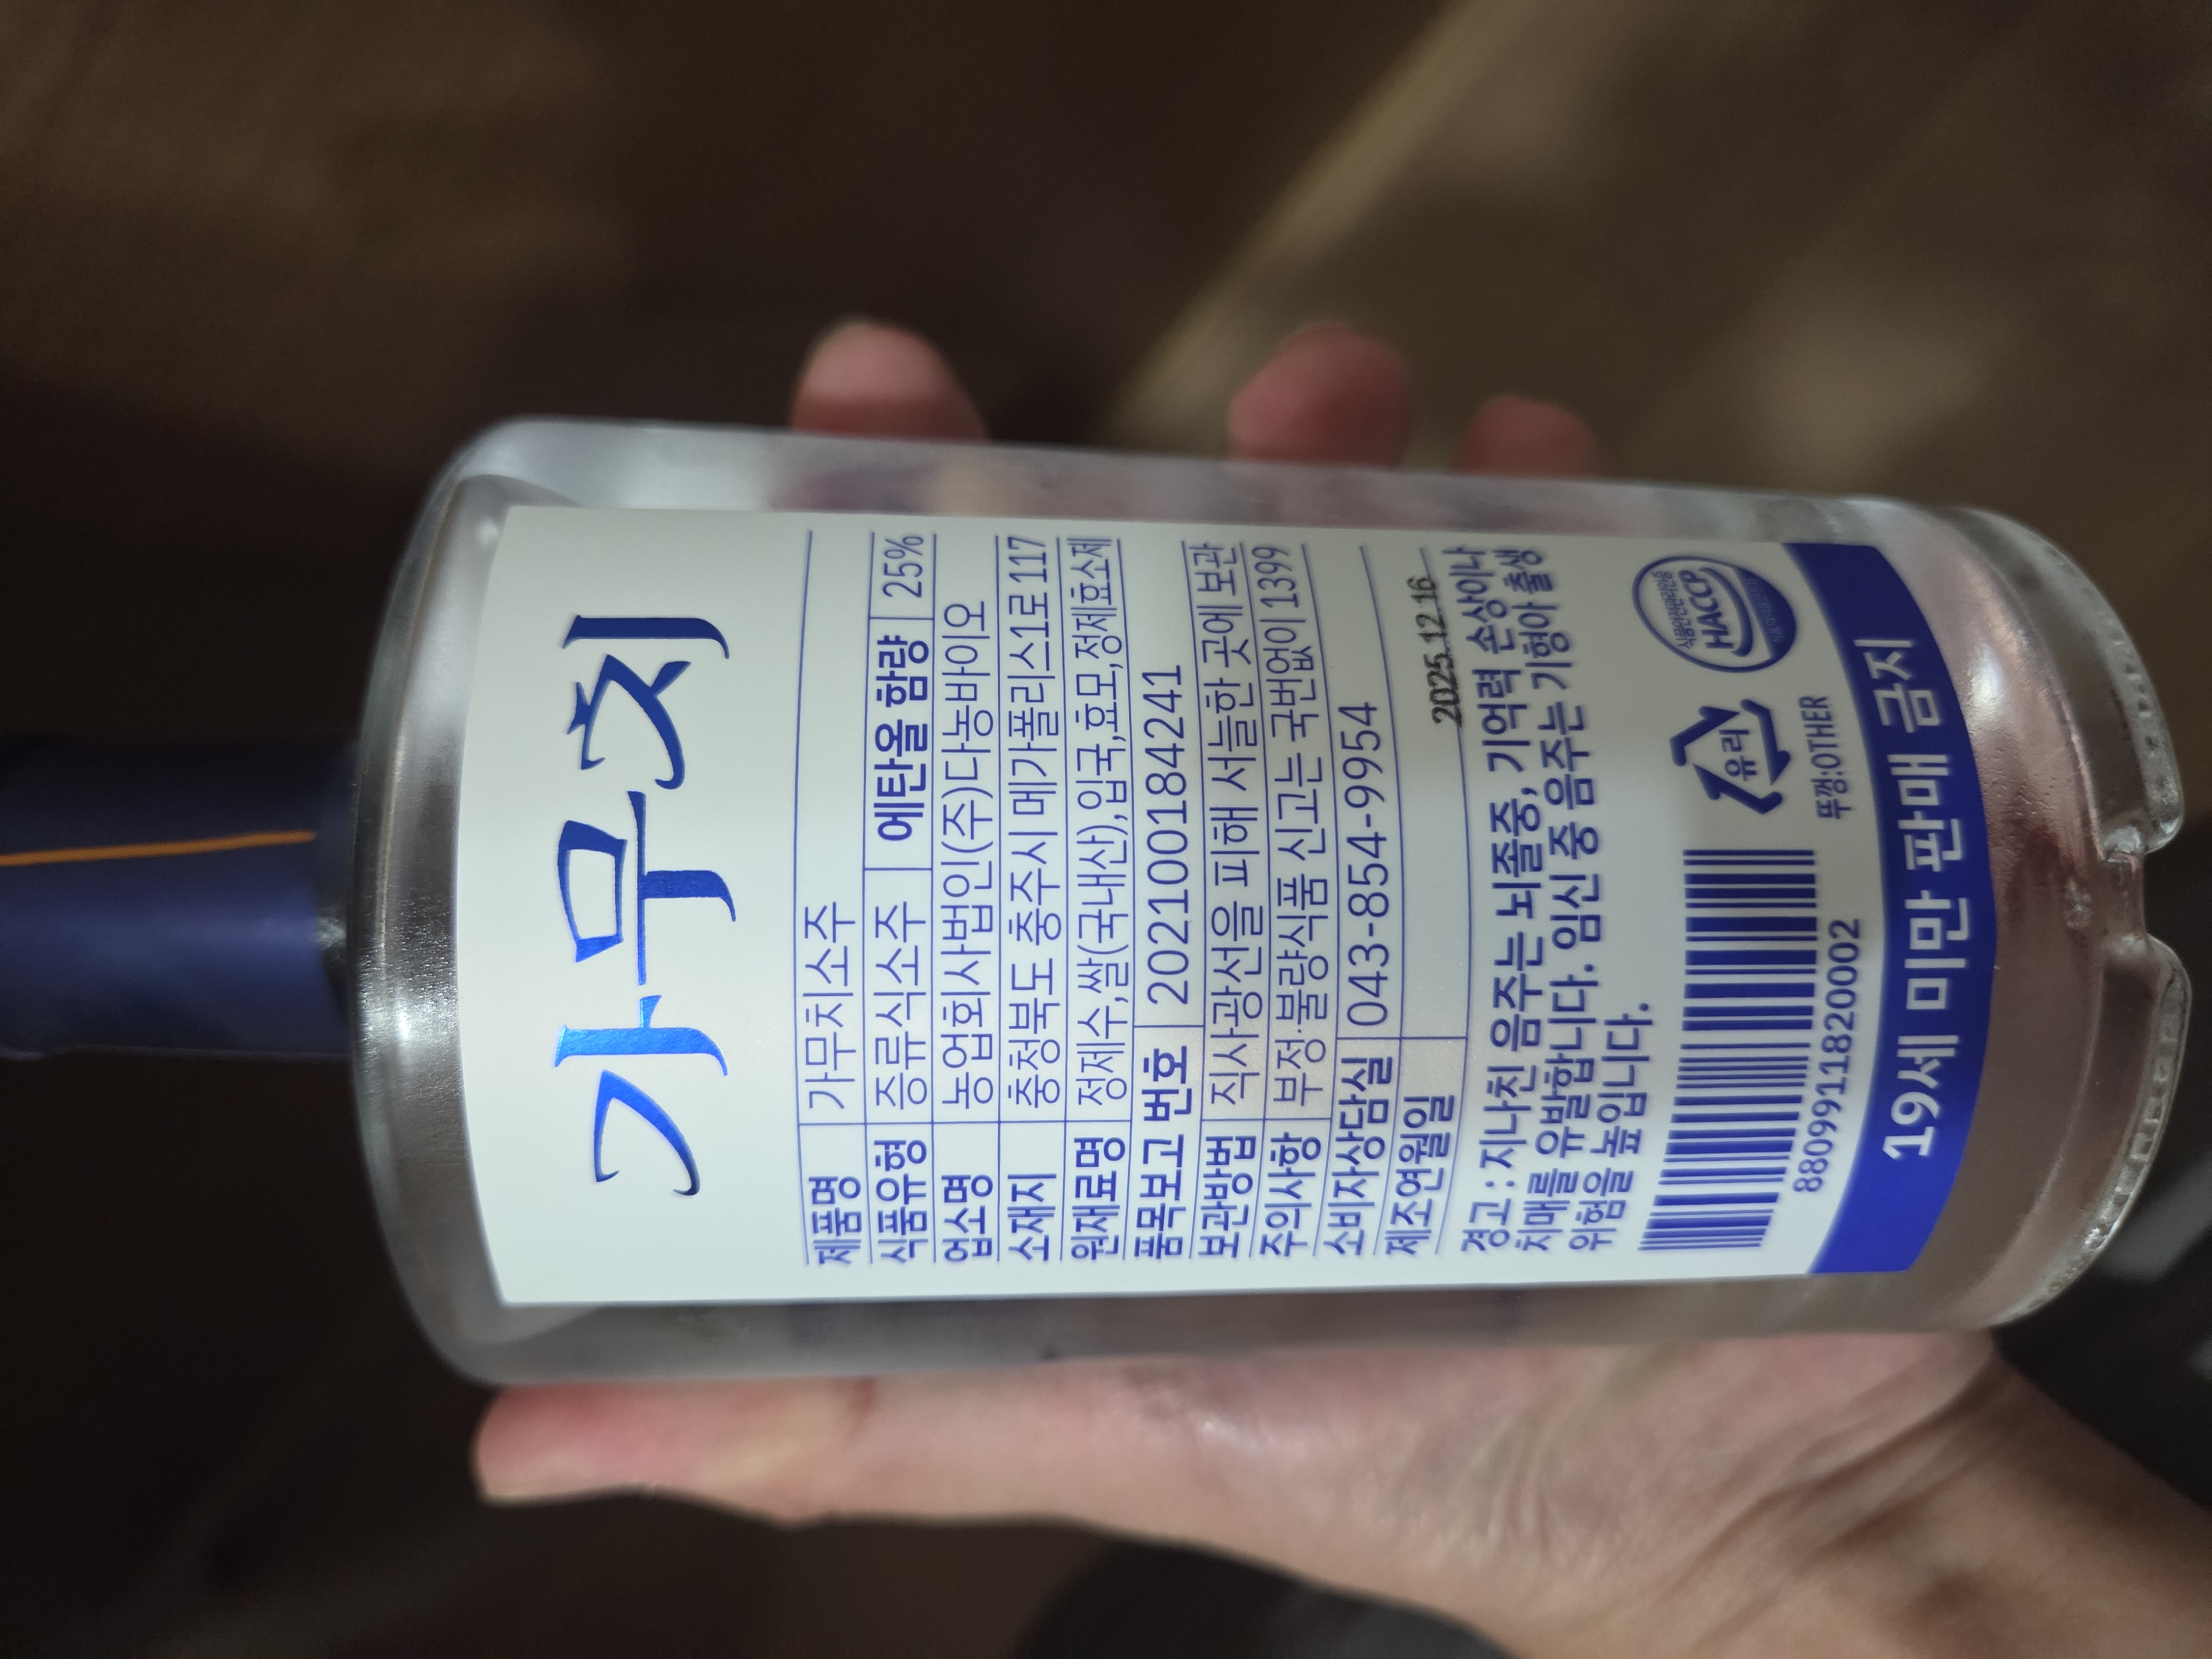 가무치
제품명 가무치소주
식품유형 증류식소주 에탄올 함량 25%
업소명 농업회사법인(주)다농바이오
소재지 충청북도 충주시 메가폴리스1로 117
원재료명 정제수,쌀(국내산),입국,효모,정제효소제
품목보고 번호 202100184241
보관방법 직사광선을 피해 서늘한 곳에 보관
주의사항 부정·불량식품 신고는 국번없이 1399
소비자상담실 043-854-9954
제조연월일 2025.12.16
경고 : 지나친 음주는 뇌졸중, 기억력 손상이나
치매를 유발합니다. 임신 중 음주는 기형아 출생
위험을 높입니다.
식품안전관리인증
HACCP
유리
8809911820002
뚜껑:OTHER
19세 미만 판매 금지